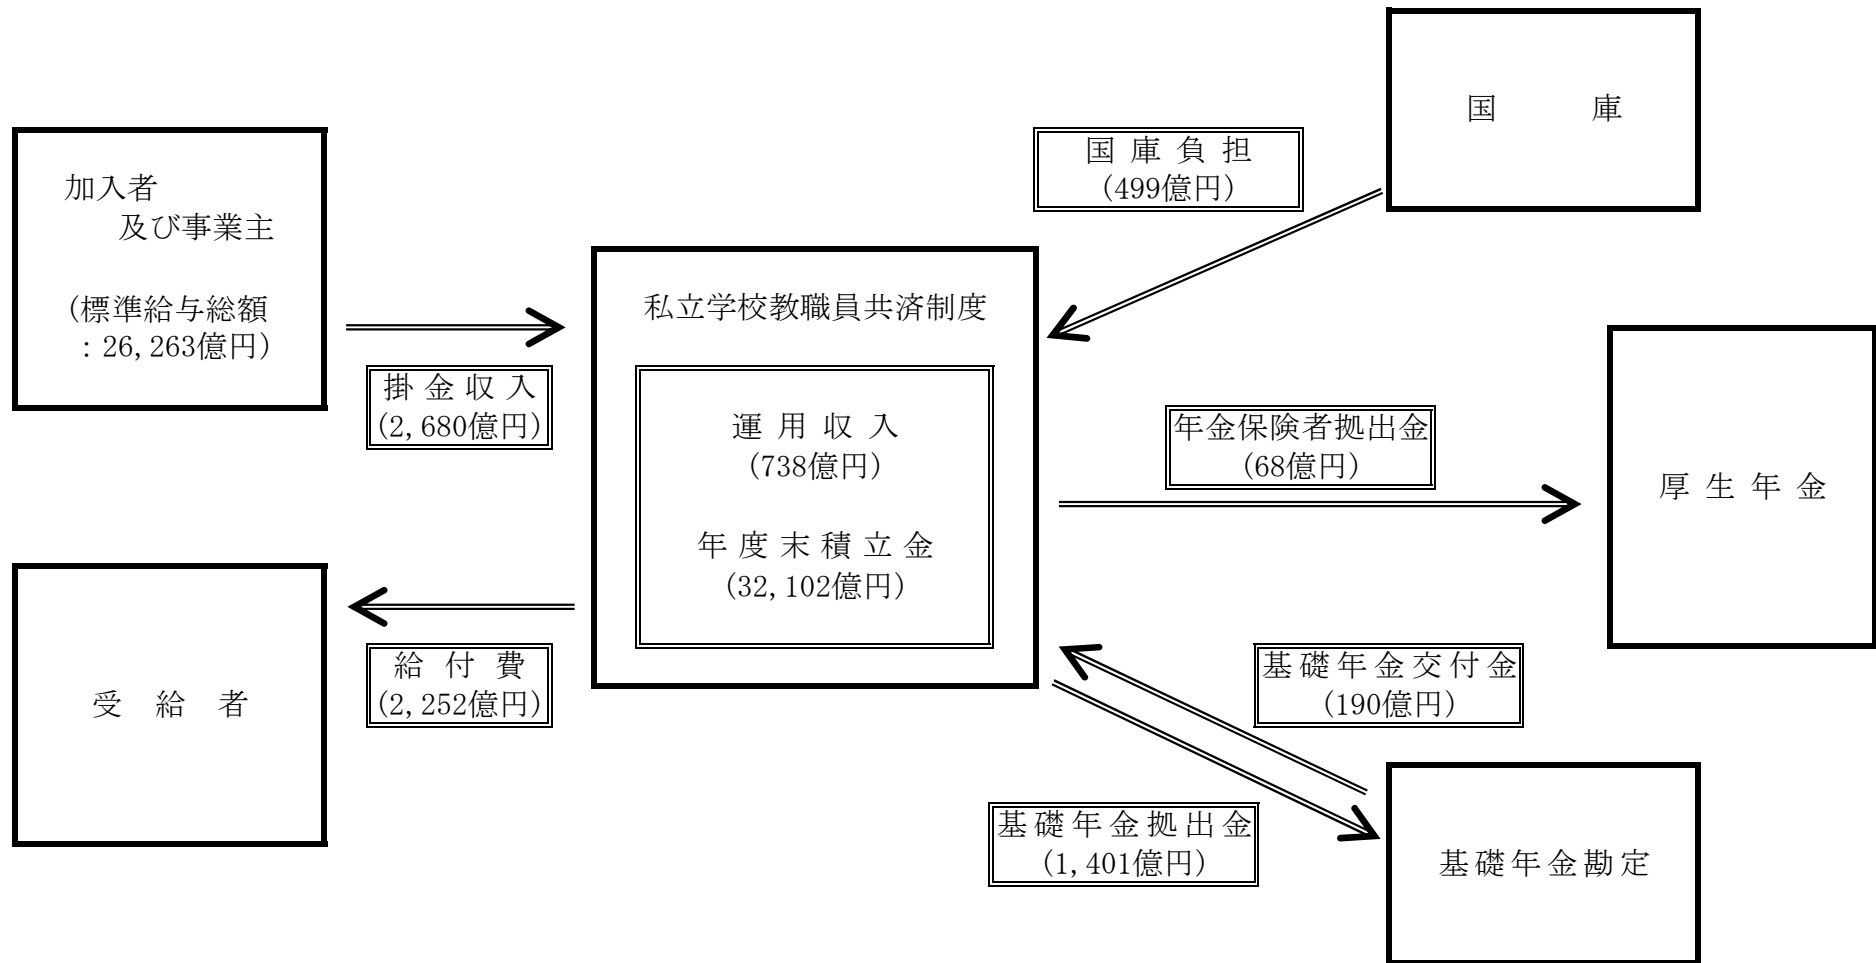 国庫
国庫負担
(499億円)
加入者
及び事業主
(標準給与総額
：26,263億円)
掛金収入
(2,680億円)
私立学校教職員共済制度
運用収入
(738億円)
年度末積立金
(32,102億円)
年金保険者拠出金
(68億円)
厚生年金
給付費
(2,252億円)
受給者
基礎年金交付金
(190億円)
基礎年金拠出金
(1,401億円)
基礎年金勘定